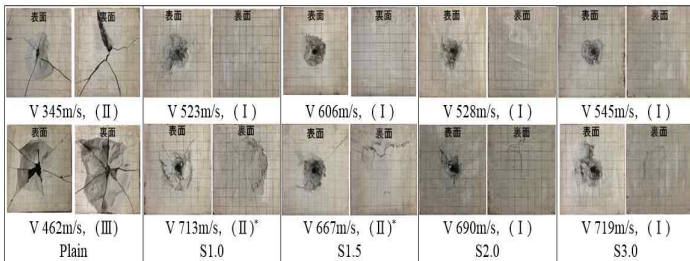 表面 裏面 表面 裏面 表面 裏面 表面 裏面 表面 裏面
V 345m/s, (Ⅱ) V 523m/s, (Ⅰ) V 606m/s, (Ⅰ) V 528m/s, (Ⅰ) V 545m/s, (Ⅰ)
表面 裏面 表面 裏面 表面 裏面 表面 裏面 表面 裏面
V 462m/s, (Ⅲ) V 713m/s, (Ⅱ)* V 667m/s, (Ⅱ)* V 690m/s, (Ⅰ) V 719m/s, (Ⅰ)
Plain S1.0 S1.5 S2.0 S3.0